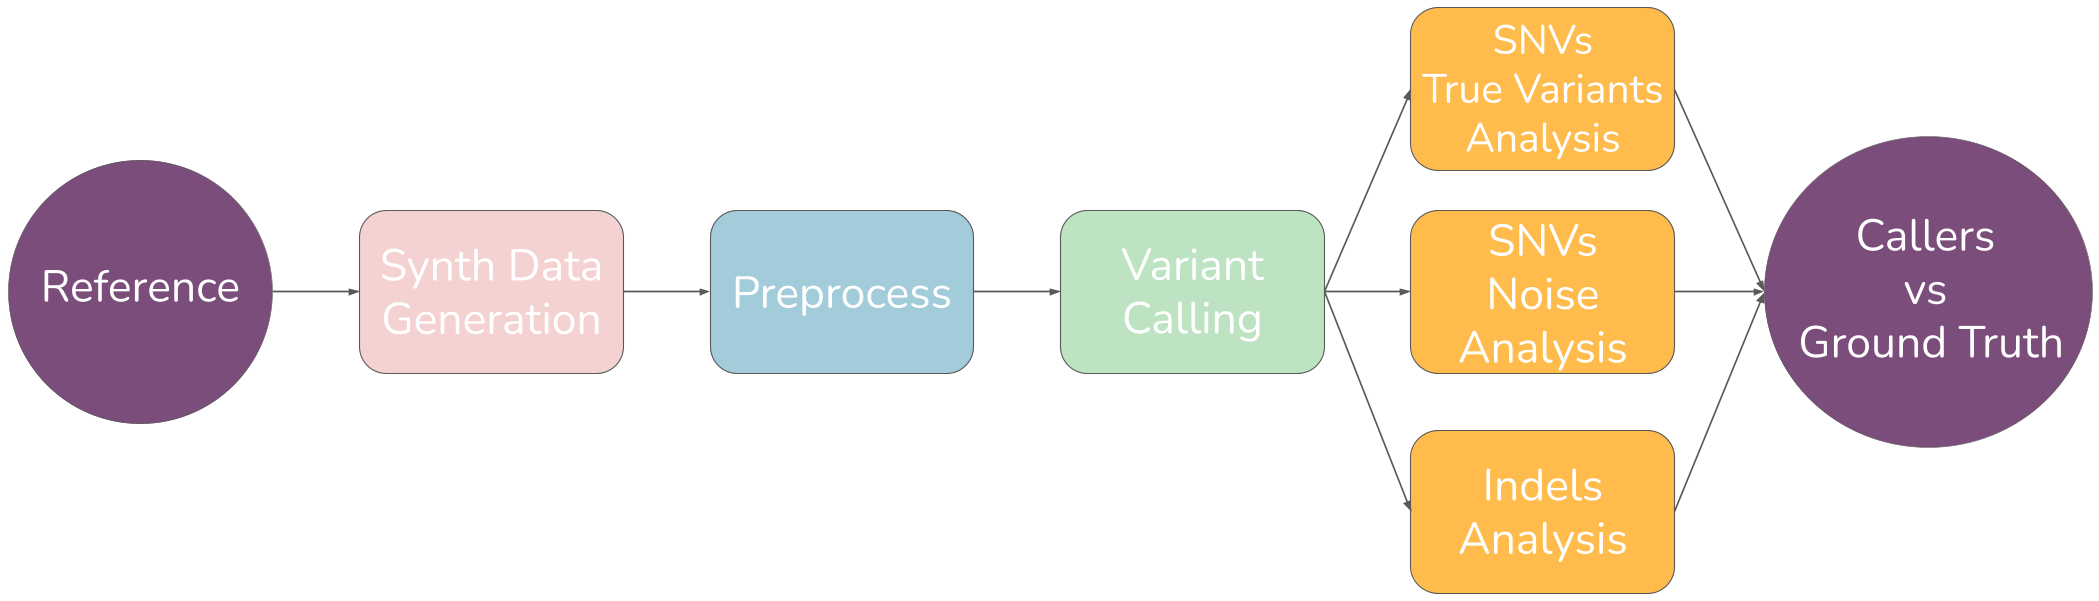 Reference
Synth Data
Generation
Preprocess
Variant
Calling
SNVs
True Variants
Analysis
SNVs
Noise
Analysis
Indels
Analysis
Callers
vs
Ground Truth